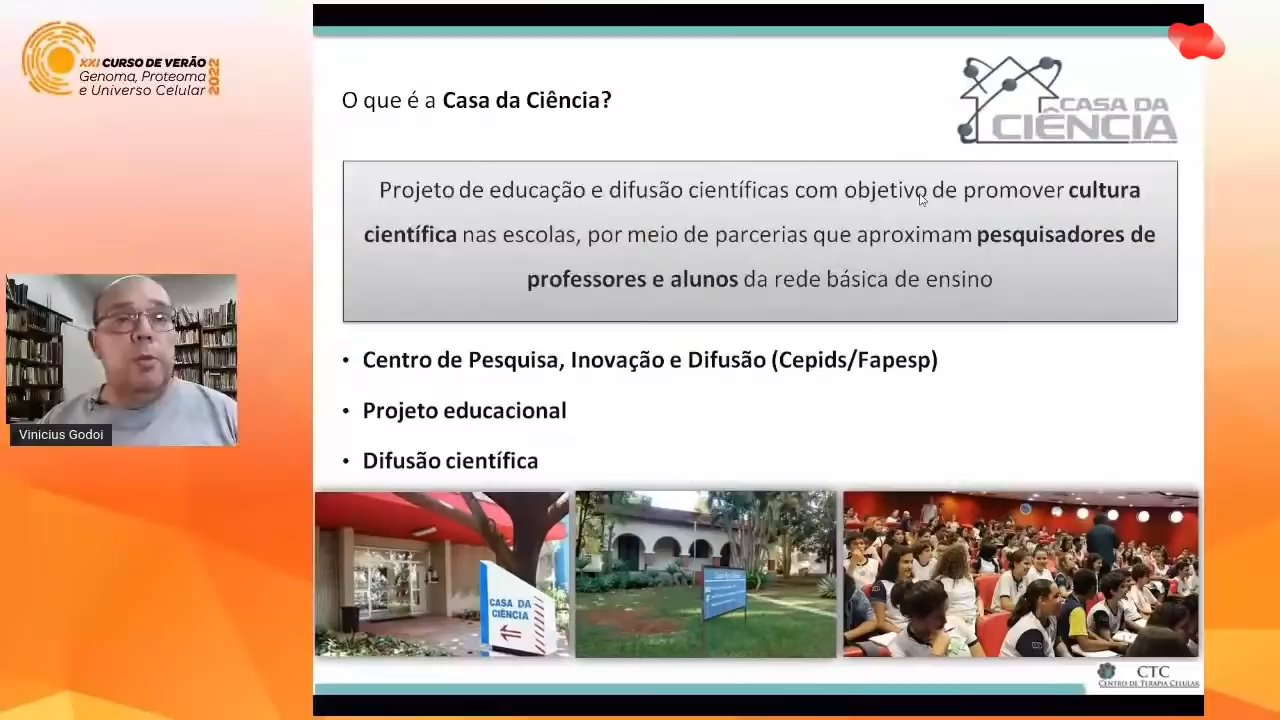 XXI CURSO DE VERÃO
Genoma, Proteoma
e Universo Celular
2022
O que é a Casa da Ciência?
CASA DA
CIÊNCIA
Projeto de educação e difusão científicas com objetivo de promover cultura
científica nas escolas, por meio de parcerias que aproximam pesquisadores de
professores e alunos da rede básica de ensino
Vinicius Godoi
• Centro de Pesquisa, Inovação e Difusão (Cepids/Fapesp)
• Projeto educacional
• Difusão científica
CASA DA
CIÊNCIA
CTC
CENTRO DE TERAPIA CELULAR